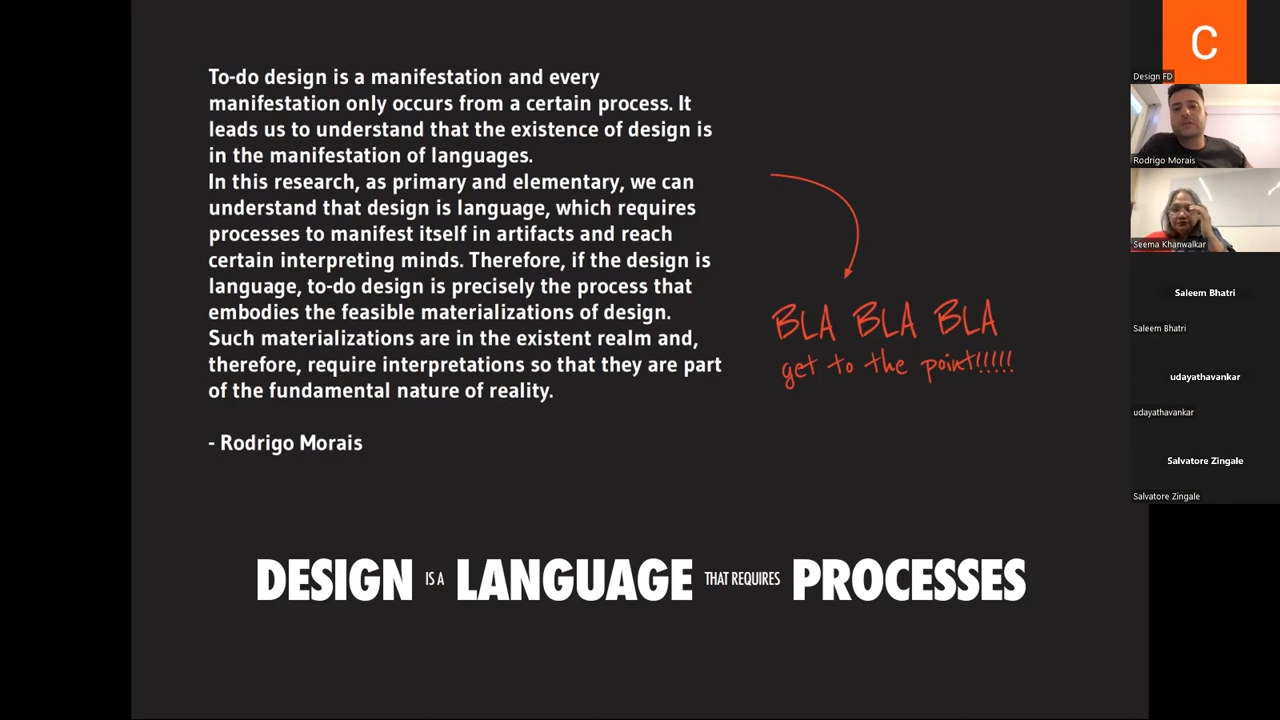 To-do design is a manifestation and every
manifestation only occurs from a certain process. It
leads us to understand that the existence of design is
in the manifestation of languages.
In this research, as primary and elementary, we can
understand that design is language, which requires
processes to manifest itself in artifacts and reach
certain interpreting minds. Therefore, if the design is
language, to-do design is precisely the process that
embodies the feasible materializations of design.
Such materializations are in the existent realm and,
therefore, require interpretations so that they are part
of the fundamental nature of reality.
- Rodrigo Morais
BLA BLA BLA
get to the point!!!!!
DESIGN IS A LANGUAGE THAT REQUIRES PROCESSES
C
Design FD
Rodrigo Morais
Seema Khanwalkar
Saleem Bhatri
Saleem Bhatri
udayathavankar
udayathavankar
Salvatore Zingale
Salvatore Zingale